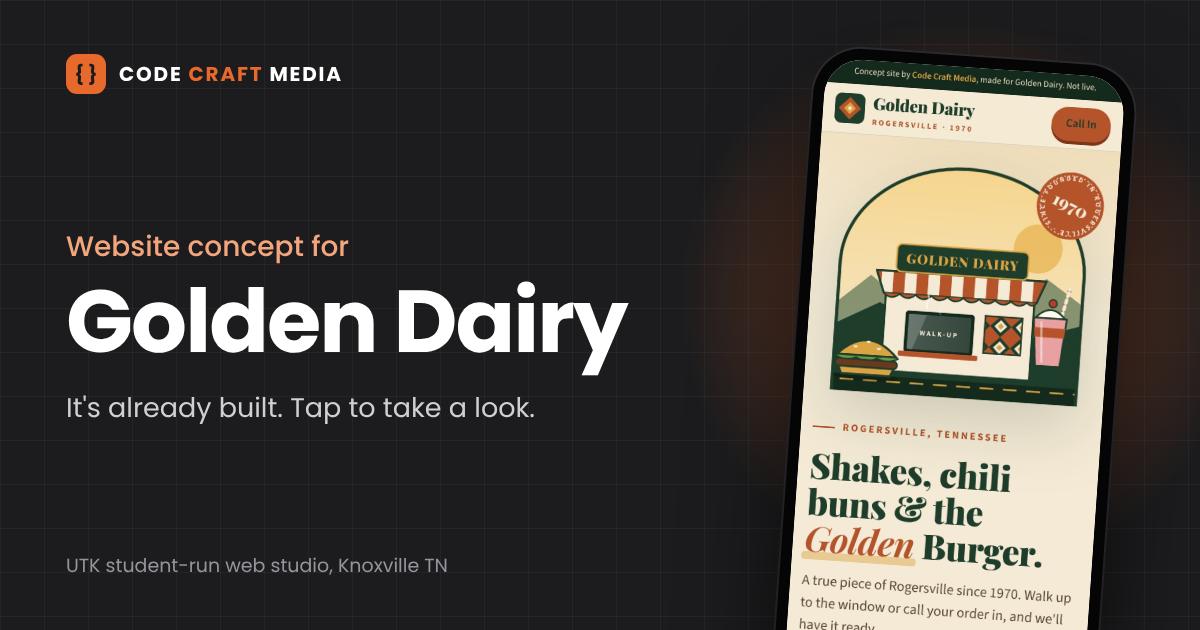 { } CODE CRAFT MEDIA
Website concept for
Golden Dairy
It's already built. Tap to take a look.
UTK student-run web studio, Knoxville TN
Concept site by Code Craft Media, made for Golden Dairy. Not live.
Golden Dairy
ROGERSVILLE · 1970
Call In
1970
GOLDEN DAIRY
WALK-UP
ROGERSVILLE, TENNESSEE
Shakes, chili
buns & the
Golden Burger.
A true piece of Rogersville since 1970. Walk up
to the window or call your order in, and we'll
have it ready